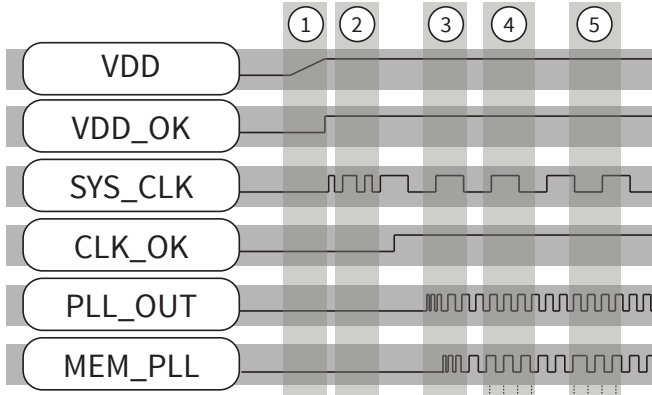 1 2 3 4 5
VDD
VDD_OK
SYS_CLK
CLK_OK
PLL_OUT
MEM_PLL